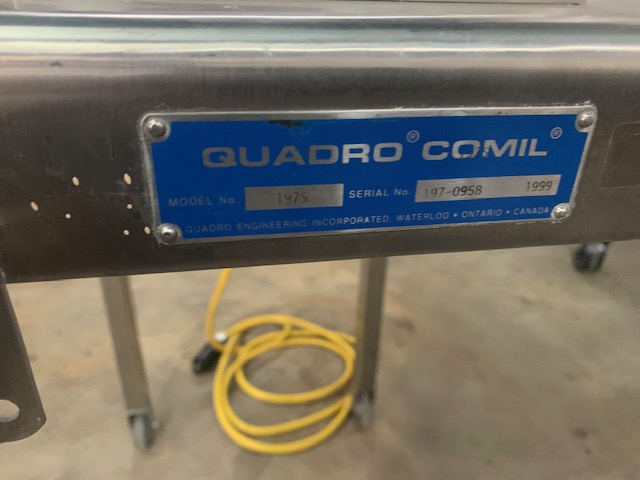 QUADRO® COMIL®
MODEL No. 197S SERIAL No. 197-0958 1999
QUADRO ENGINEERING INCORPORATED, WATERLOO • ONTARIO • CANADA